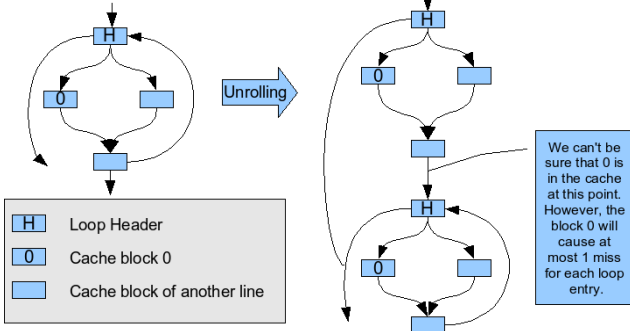 H
H
0
Unrolling
0
H
Loop Header
0
Cache block 0
Cache block of another line
H
0
We can't be
sure that 0 is
in the cache
at this point.
However, the
block 0 will
cause at
most 1 miss
for each loop
entry.